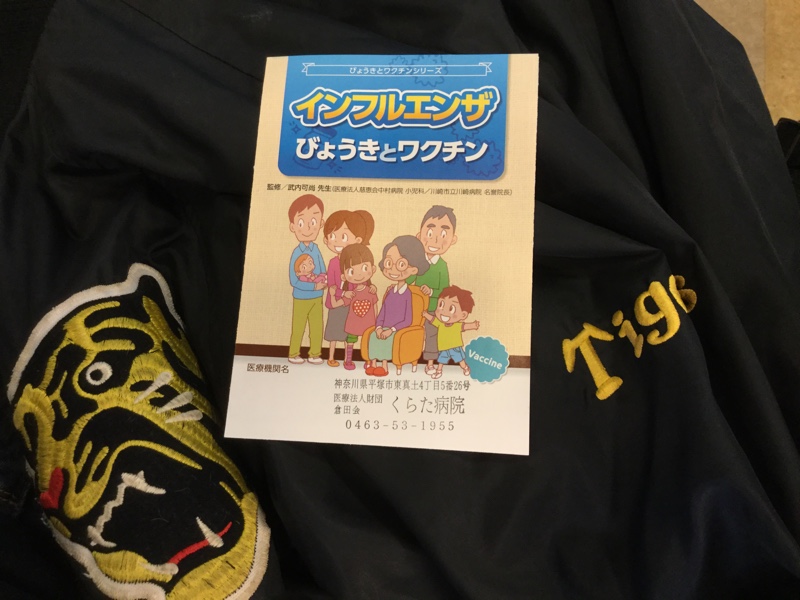 びょうきとワクチンシリーズ
インフルエンザ
びょうきとワクチン
監修／武内可尚 先生(医療法人慈恵会中村病院 小児科／川崎市立川崎病院 名誉院長)
Vaccine
医療機関名
神奈川県平塚市東真土4丁目5番26号
医療法人財団 倉田会 くらた病院
0463-53-1955
Tige